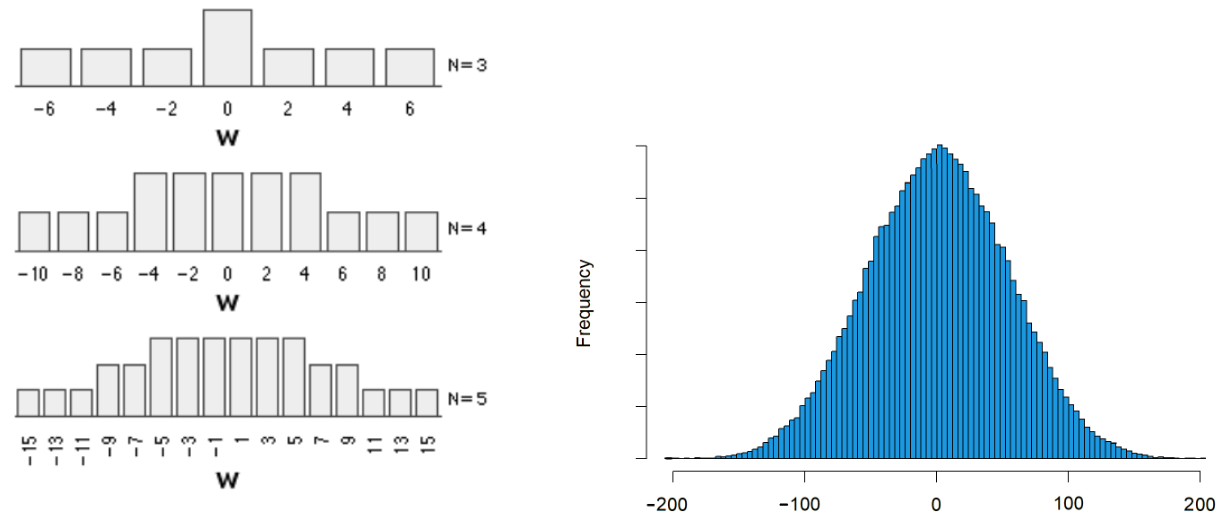 N=3
−6 −4 −2 0 2 4 6
W
N=4
−10 −8 −6 −4 −2 0 2 4 6 8 10
W
N=5
−15 −13 −11 −9 −7 −5 −3 −1 1 3 5 7 9 11 13 15
W
Frequency
−200 −100 0 100 200